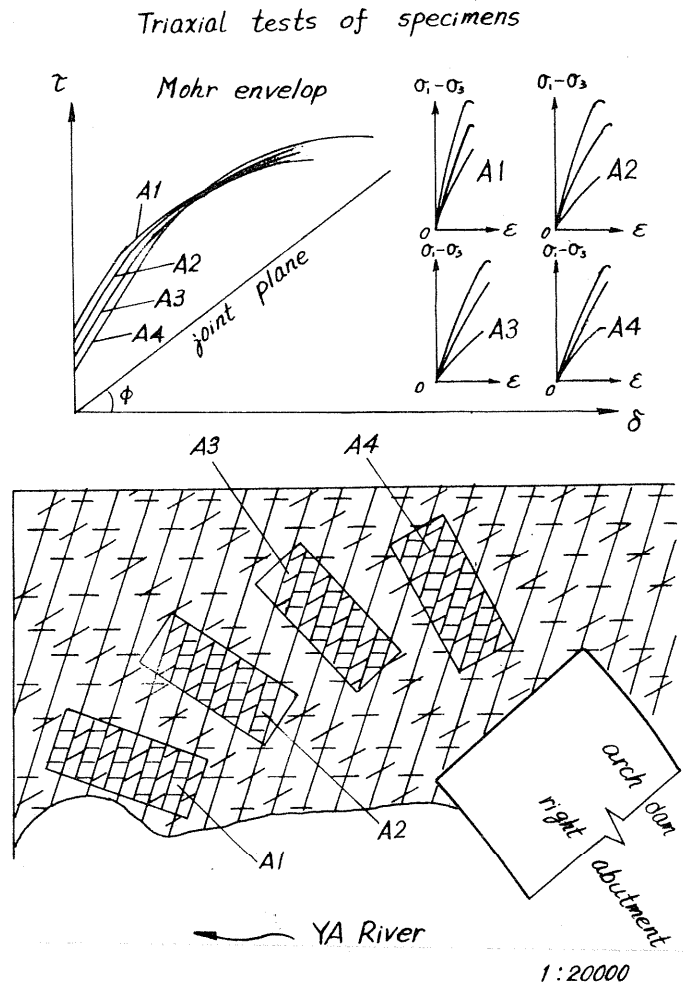 Triaxial tests of specimens
τ
Mohr envelop
A1
A2
A3
A4
joint plane
ϕ
δ
σ₁-σ₃
A1
0
ε
σ₁-σ₃
A2
0
ε
σ₁-σ₃
A3
0
ε
σ₁-σ₃
A4
0
ε
A3
A4
A2
A1
arch dam
right abutment
YA River
1:20000